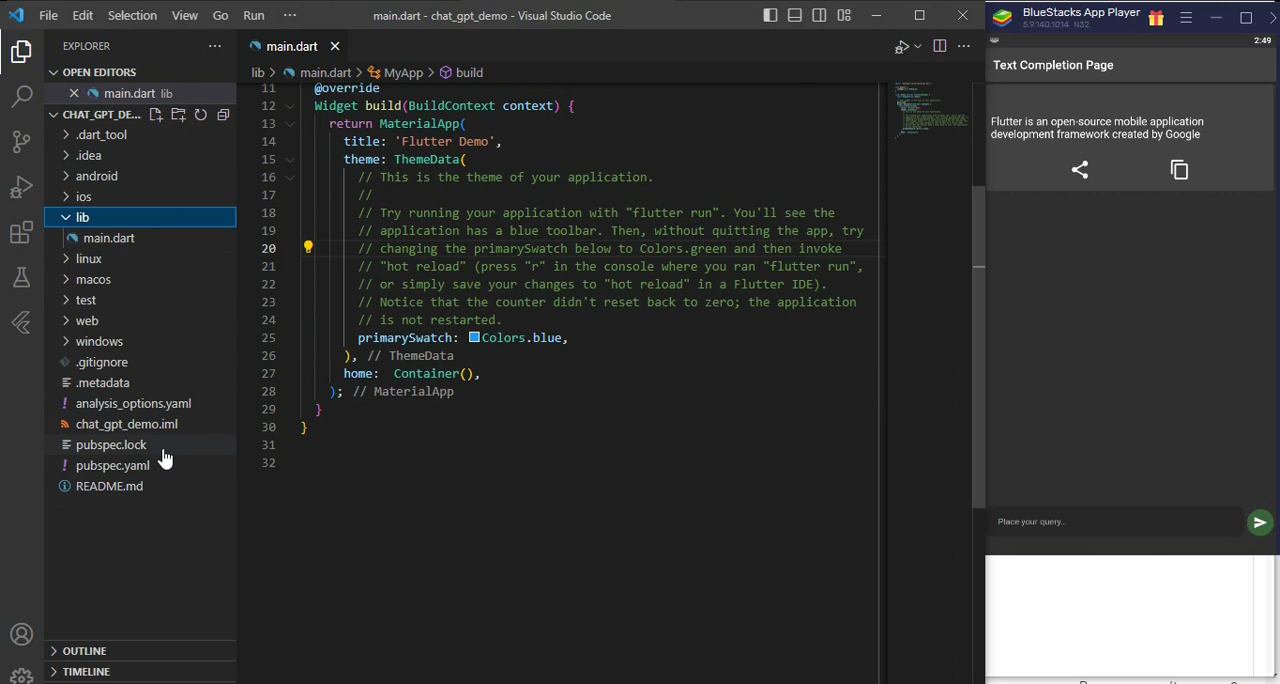 File Edit Selection View Go Run ··· main.dart - chat_gpt_demo - Visual Studio Code
EXPLORER
OPEN EDITORS
main.dart lib
CHAT_GPT_DE...
.dart_tool
.idea
android
ios
lib
main.dart
linux
macos
test
web
windows
.gitignore
.metadata
analysis_options.yaml
chat_gpt_demo.iml
pubspec.lock
pubspec.yaml
README.md
OUTLINE
TIMELINE
main.dart
lib > main.dart > MyApp > build
11 @override
12 Widget build(BuildContext context) {
13 return MaterialApp(
14 title: 'Flutter Demo',
15 theme: ThemeData(
16 // This is the theme of your application.
17 //
18 // Try running your application with "flutter run". You'll see the
19 // application has a blue toolbar. Then, without quitting the app, try
20 // changing the primarySwatch below to Colors.green and then invoke
21 // "hot reload" (press "r" in the console where you ran "flutter run",
22 // or simply save your changes to "hot reload" in a Flutter IDE).
23 // Notice that the counter didn't reset back to zero; the application
24 // is not restarted.
25 primarySwatch: Colors.blue,
26 ), // ThemeData
27 home: Container(),
28 ); // MaterialApp
29 }
30 }
31
32
BlueStacks App Player
5.9.140.1014 N32
2:49
Text Completion Page
Flutter is an open-source mobile application
development framework created by Google
Place your query...